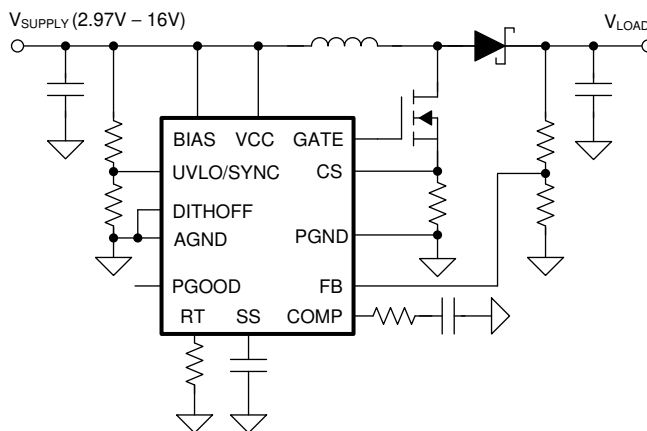 VSUPPLY (2.97V – 16V)
VLOAD
BIAS VCC GATE
UVLO/SYNC CS
DITHOFF
AGND PGND
PGOOD FB
RT SS COMP